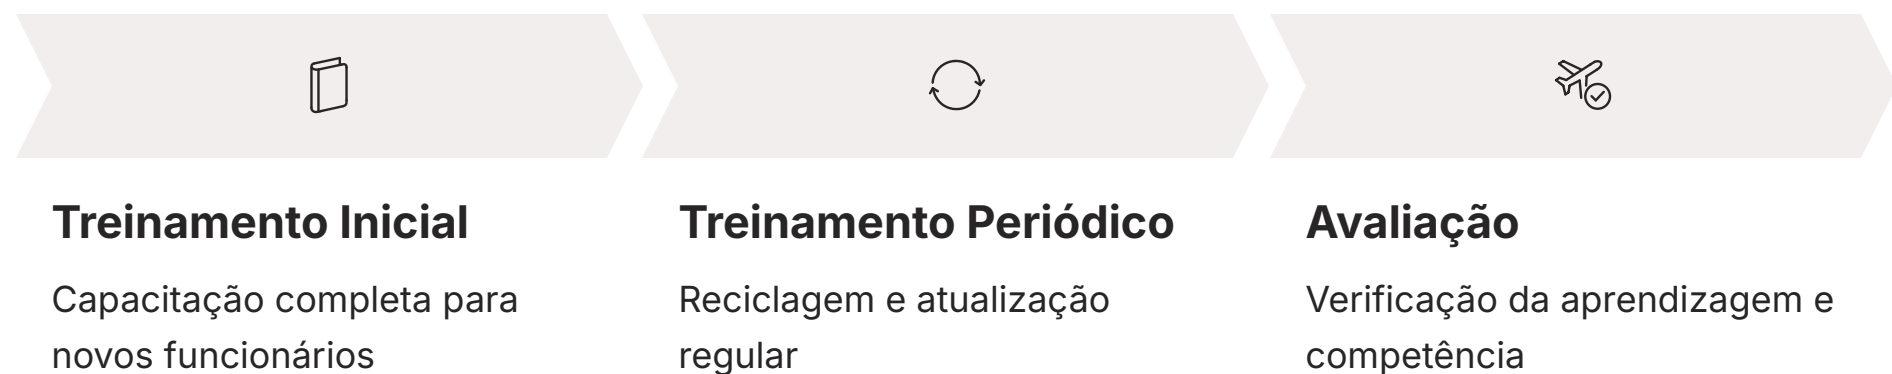 Treinamento Inicial
Capacitação completa para
novos funcionários
Treinamento Periódico
Reciclagem e atualização
regular
Avaliação
Verificação da aprendizagem e
competência